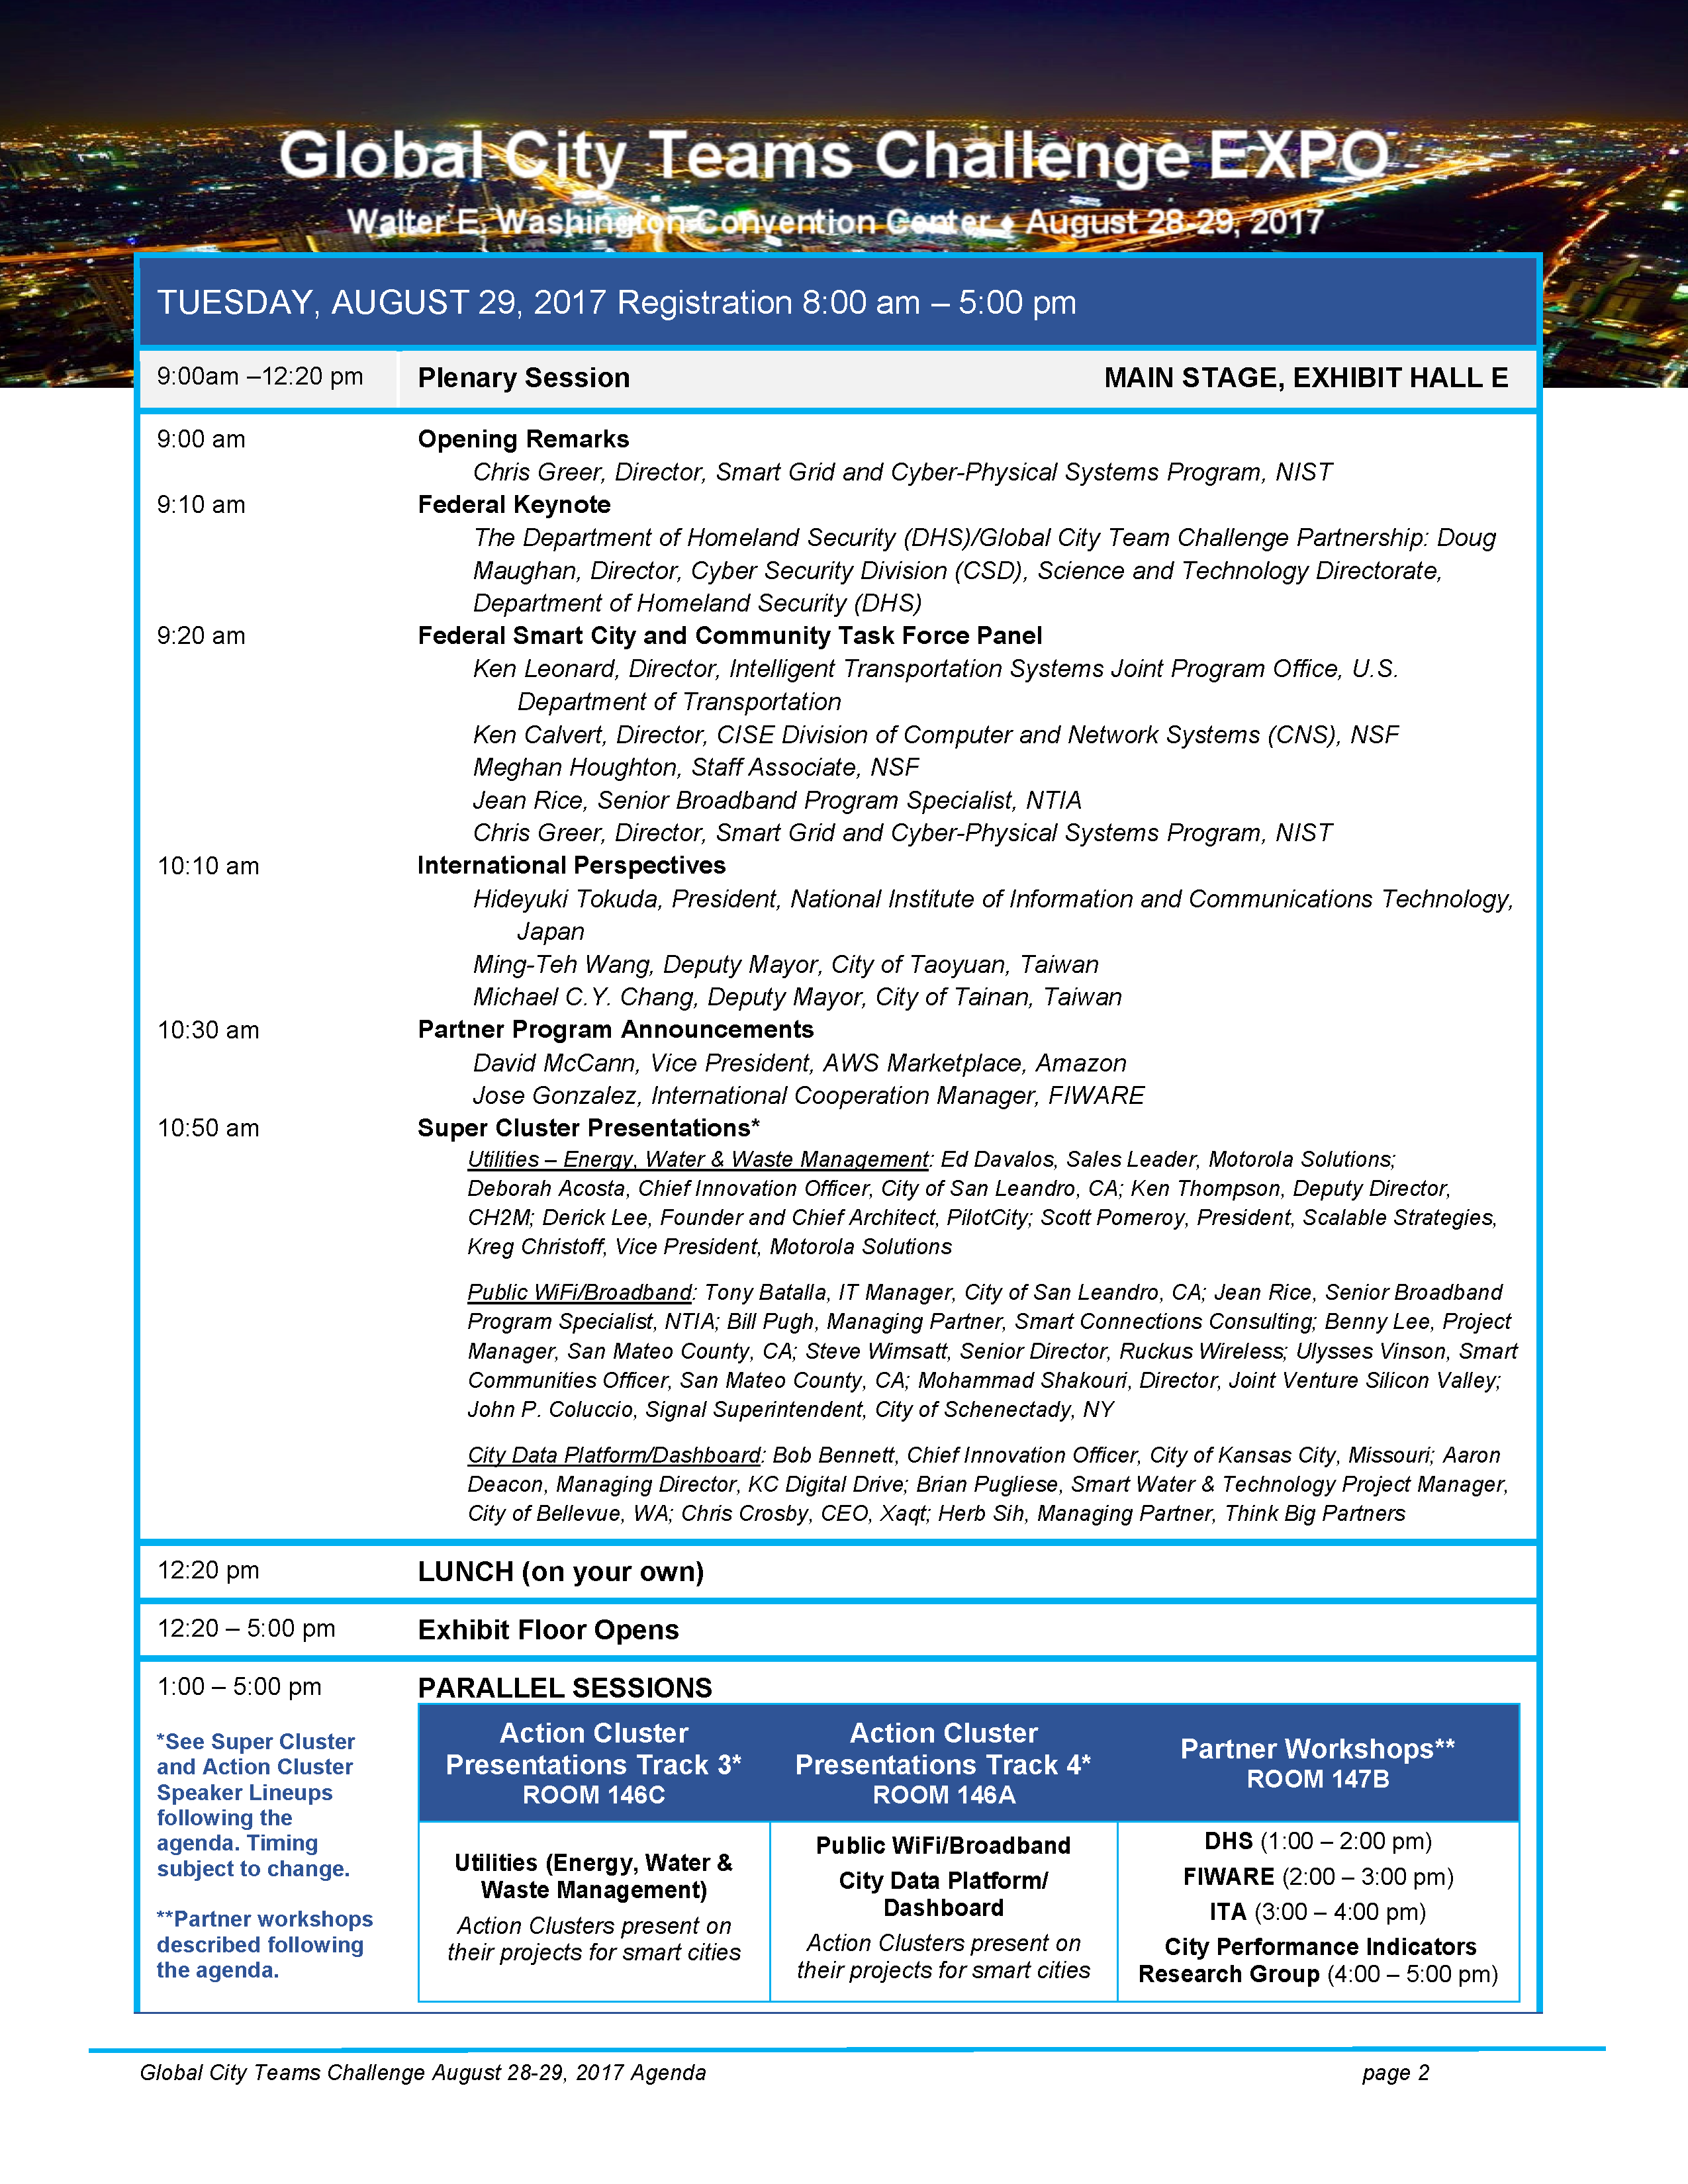 Global City Teams Challenge EXPO
Walter E. Washington Convention Center ♦ August 28-29, 2017
TUESDAY, AUGUST 29, 2017 Registration 8:00 am – 5:00 pm
9:00am –12:20 pm Plenary Session MAIN STAGE, EXHIBIT HALL E
9:00 am Opening Remarks
Chris Greer, Director, Smart Grid and Cyber-Physical Systems Program, NIST
9:10 am Federal Keynote
The Department of Homeland Security (DHS)/Global City Team Challenge Partnership: Doug
Maughan, Director, Cyber Security Division (CSD), Science and Technology Directorate,
Department of Homeland Security (DHS)
9:20 am Federal Smart City and Community Task Force Panel
Ken Leonard, Director, Intelligent Transportation Systems Joint Program Office, U.S.
Department of Transportation
Ken Calvert, Director, CISE Division of Computer and Network Systems (CNS), NSF
Meghan Houghton, Staff Associate, NSF
Jean Rice, Senior Broadband Program Specialist, NTIA
Chris Greer, Director, Smart Grid and Cyber-Physical Systems Program, NIST
10:10 am International Perspectives
Hideyuki Tokuda, President, National Institute of Information and Communications Technology,
Japan
Ming-Teh Wang, Deputy Mayor, City of Taoyuan, Taiwan
Michael C.Y. Chang, Deputy Mayor, City of Tainan, Taiwan
10:30 am Partner Program Announcements
David McCann, Vice President, AWS Marketplace, Amazon
Jose Gonzalez, International Cooperation Manager, FIWARE
10:50 am Super Cluster Presentations*
Utilities – Energy, Water & Waste Management: Ed Davalos, Sales Leader, Motorola Solutions;
Deborah Acosta, Chief Innovation Officer, City of San Leandro, CA; Ken Thompson, Deputy Director,
CH2M; Derick Lee, Founder and Chief Architect, PilotCity; Scott Pomeroy, President, Scalable Strategies,
Kreg Christoff, Vice President, Motorola Solutions
Public WiFi/Broadband: Tony Batalla, IT Manager, City of San Leandro, CA; Jean Rice, Senior Broadband
Program Specialist, NTIA; Bill Pugh, Managing Partner, Smart Connections Consulting; Benny Lee, Project
Manager, San Mateo County, CA; Steve Wimsatt, Senior Director, Ruckus Wireless; Ulysses Vinson, Smart
Communities Officer, San Mateo County, CA; Mohammad Shakouri, Director, Joint Venture Silicon Valley;
John P. Coluccio, Signal Superintendent, City of Schenectady, NY
City Data Platform/Dashboard: Bob Bennett, Chief Innovation Officer, City of Kansas City, Missouri; Aaron
Deacon, Managing Director, KC Digital Drive; Brian Pugliese, Smart Water & Technology Project Manager,
City of Bellevue, WA; Chris Crosby, CEO, Xaqt; Herb Sih, Managing Partner, Think Big Partners
12:20 pm LUNCH (on your own)
12:20 – 5:00 pm Exhibit Floor Opens
1:00 – 5:00 pm PARALLEL SESSIONS
*See Super Cluster
and Action Cluster
Speaker Lineups
following the
agenda. Timing
subject to change.
**Partner workshops
described following
the agenda.
Action Cluster
Presentations Track 3*
ROOM 146C
Utilities (Energy, Water &
Waste Management)
Action Clusters present on
their projects for smart cities
Action Cluster
Presentations Track 4*
ROOM 146A
Public WiFi/Broadband
City Data Platform/
Dashboard
Action Clusters present on
their projects for smart cities
Partner Workshops**
ROOM 147B
DHS (1:00 – 2:00 pm)
FIWARE (2:00 – 3:00 pm)
ITA (3:00 – 4:00 pm)
City Performance Indicators
Research Group (4:00 – 5:00 pm)
Global City Teams Challenge August 28-29, 2017 Agenda page 2